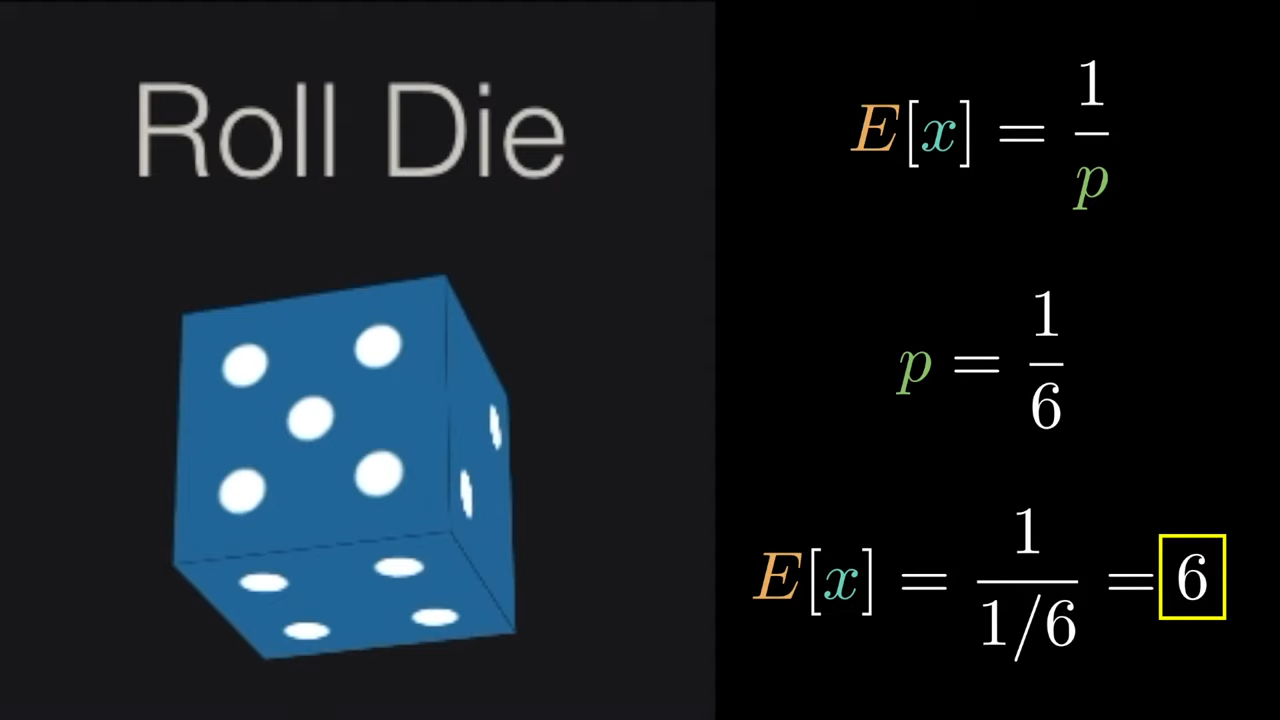 Roll Die
E[x] = 1/p
p = 1/6
E[x] = 1/(1/6) = 6